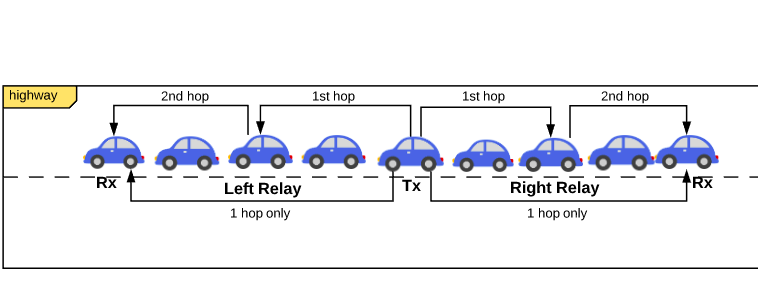 highway
2nd hop
1st hop
1st hop
2nd hop
Rx
Left Relay
Tx
Right Relay
Rx
1 hop only
1 hop only